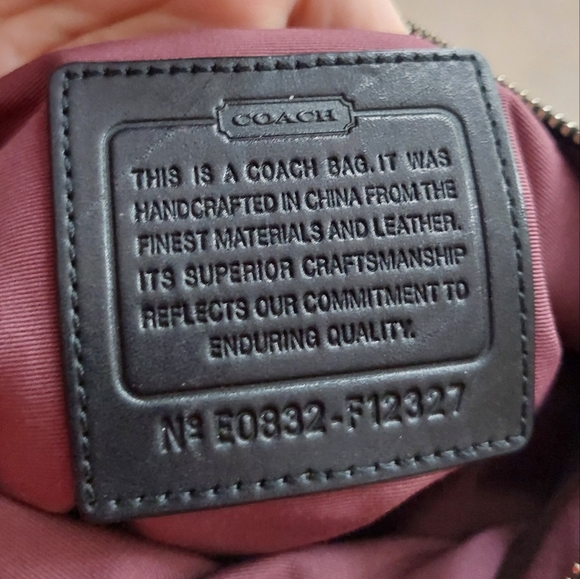 COACH
THIS IS A COACH BAG. IT WAS
HANDCRAFTED IN CHINA FROM THE
FINEST MATERIALS AND LEATHER.
ITS SUPERIOR CRAFTSMANSHIP
REFLECTS OUR COMMITMENT TO
ENDURING QUALITY.
Nº E0832-F12327